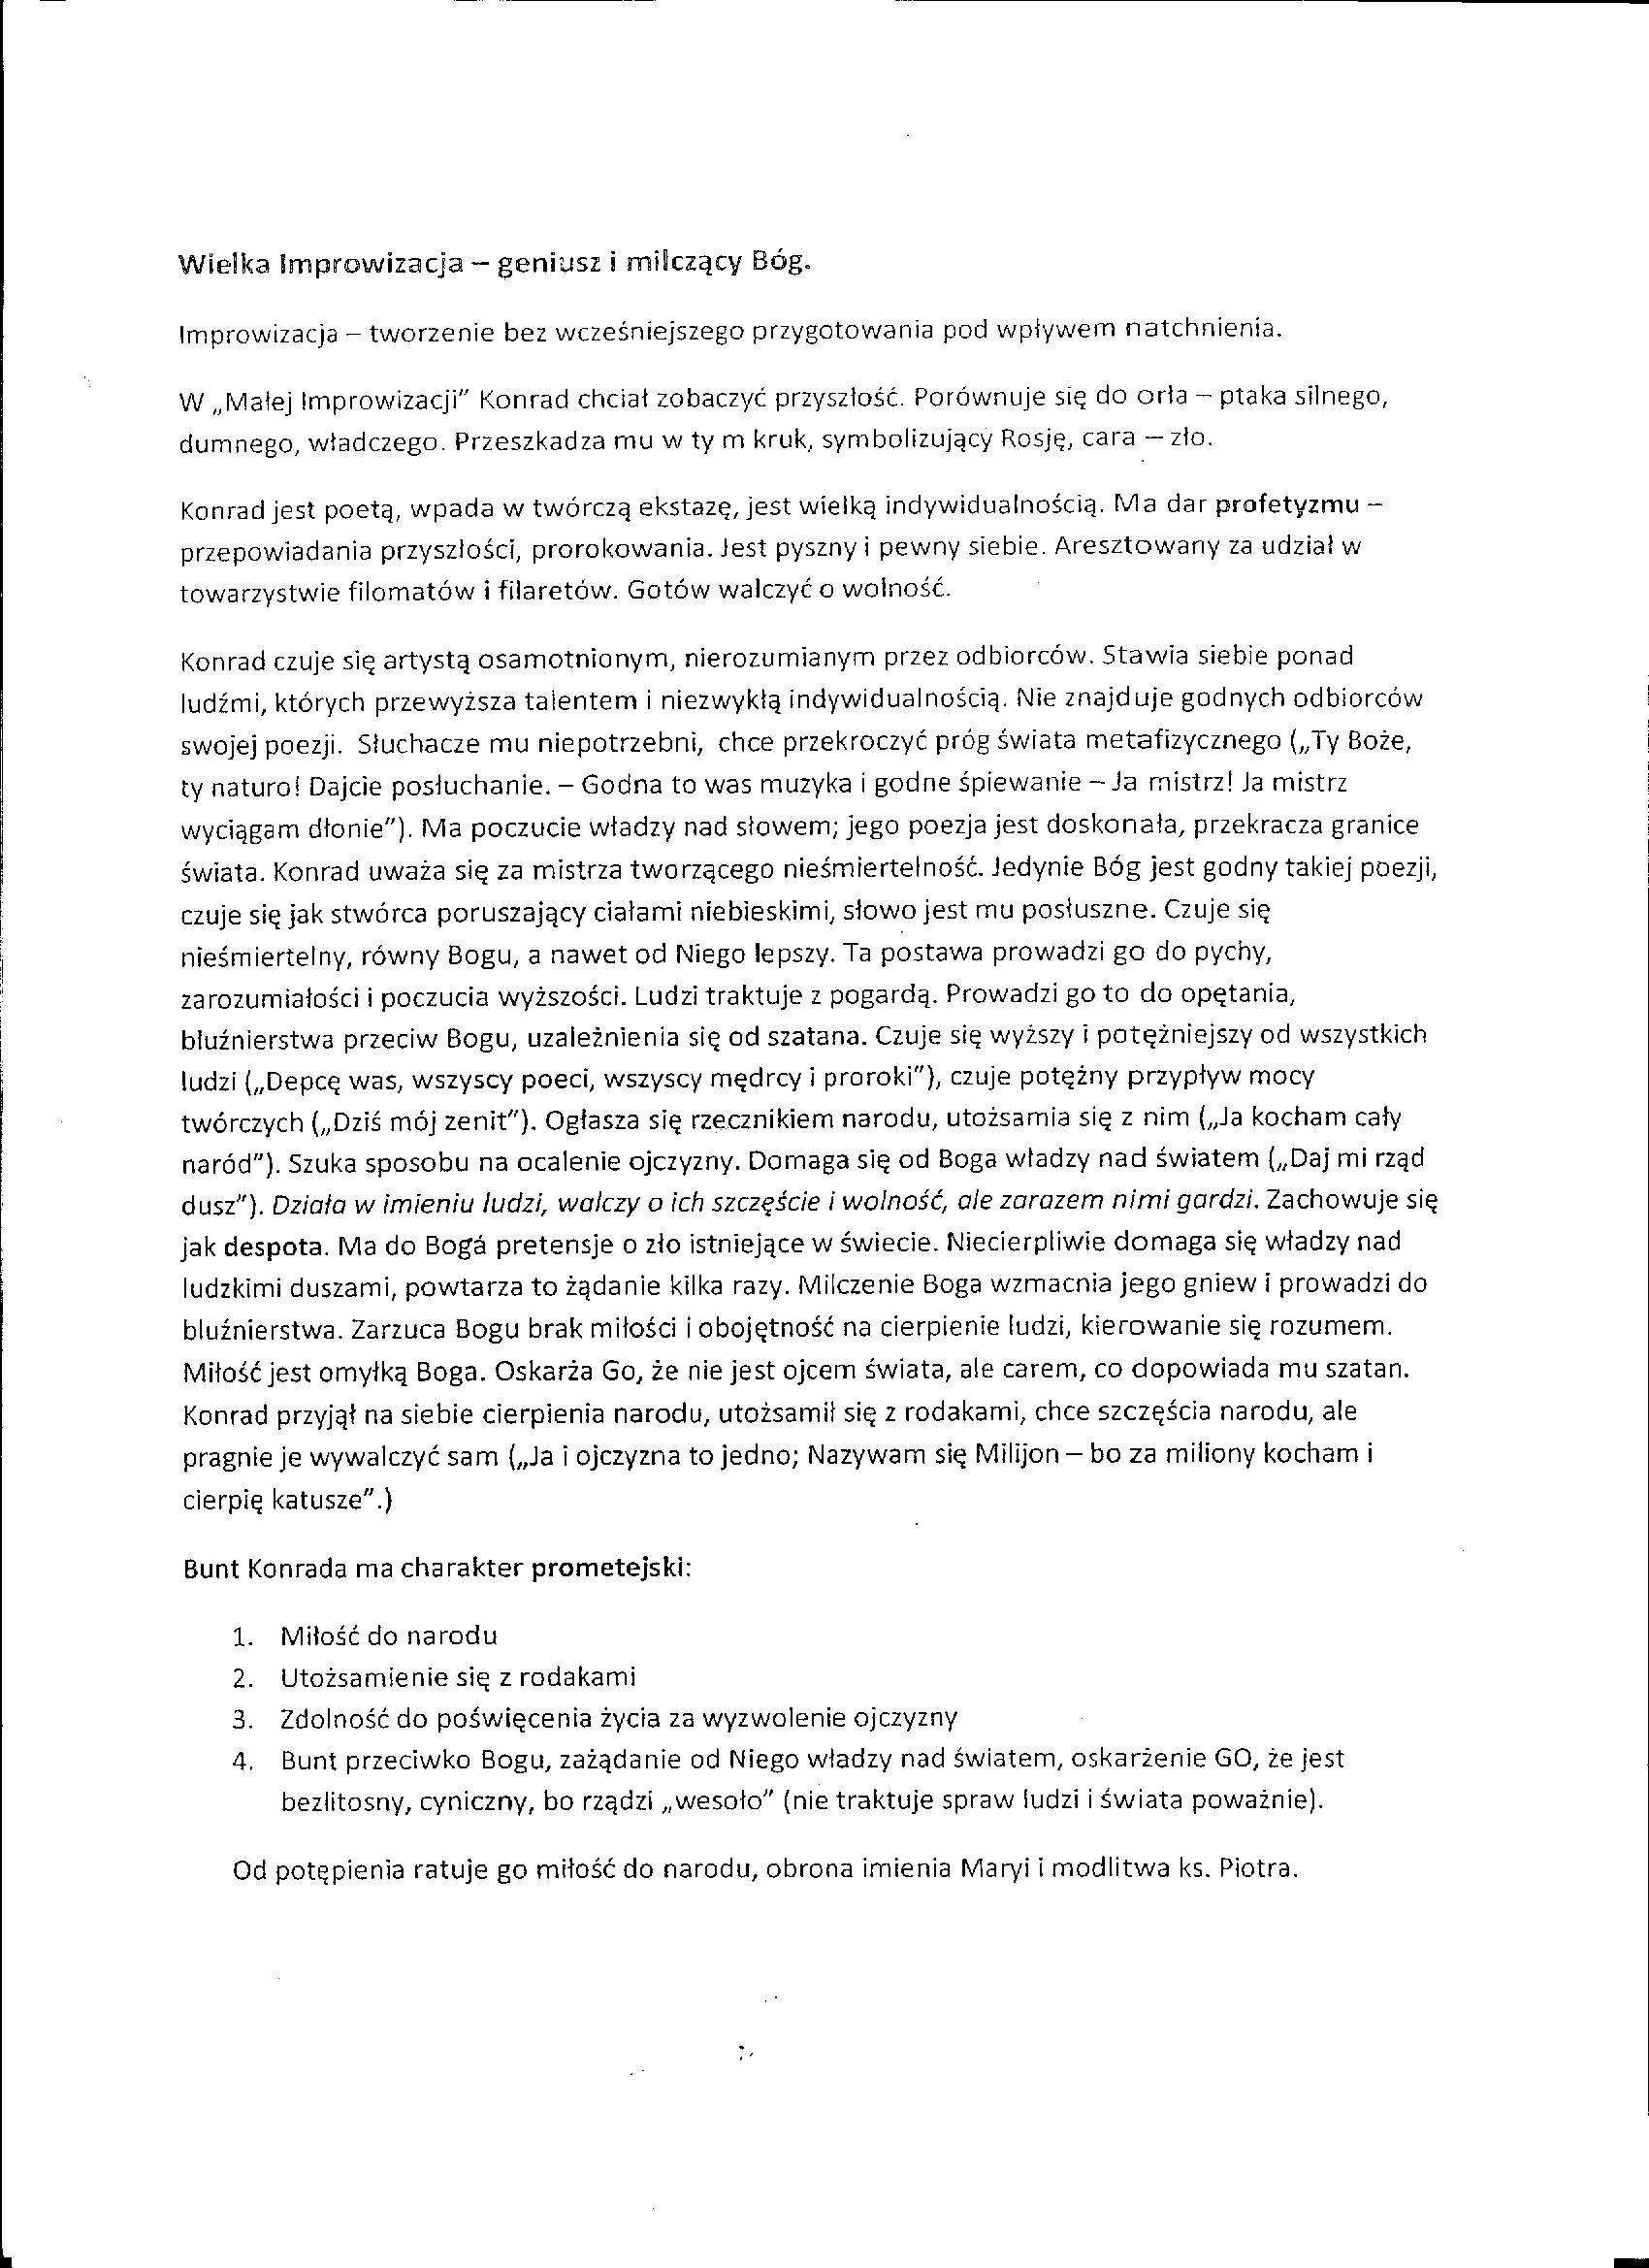 Wielka Improwizacja – geniusz i milczący Bóg.
Improwizacja – tworzenie bez wcześniejszego przygotowania pod wpływem natchnienia.
W „Małej Improwizacji" Konrad chciał zobaczyć przyszłość. Porównuje się do orła – ptaka silnego,
dumnego, władczego. Przeszkadza mu w ty m kruk, symbolizujący Rosję, cara – zło.
Konrad jest poetą, wpada w twórczą ekstazę, jest wielką indywidualnością. Ma dar profetyzmu –
przepowiadania przyszłości, prorokowania. Jest pyszny i pewny siebie. Aresztowany za udział w
towarzystwie filomatów i filaretów. Gotów walczyć o wolność.
Konrad czuje się artystą osamotnionym, nierozumianym przez odbiorców. Stawia siebie ponad
ludźmi, których przewyższa talentem i niezwykłą indywidualnością. Nie znajduje godnych odbiorców
swojej poezji. Słuchacze mu niepotrzebni, chce przekroczyć próg świata metafizycznego („Ty Boże,
ty naturo! Dajcie posłuchanie. – Godna to was muzyka i godne śpiewanie – Ja mistrz! Ja mistrz
wyciągam dłonie"). Ma poczucie władzy nad słowem; jego poezja jest doskonała, przekracza granice
świata. Konrad uważa się za mistrza tworzącego nieśmiertelność. Jedynie Bóg jest godny takiej poezji,
czuje się jak stwórca poruszający ciałami niebieskimi, słowo jest mu posłuszne. Czuje się
nieśmiertelny, równy Bogu, a nawet od Niego lepszy. Ta postawa prowadzi go do pychy,
zarozumiałości i poczucia wyższości. Ludzi traktuje z pogardą. Prowadzi go to do opętania,
bluźnierstwa przeciw Bogu, uzależnienia się od szatana. Czuje się wyższy i potężniejszy od wszystkich
ludzi („Depcę was, wszyscy poeci, wszyscy mędrcy i proroki"), czuje potężny przypływ mocy
twórczych („Dziś mój zenit"). Ogłasza się rzecznikiem narodu, utożsamia się z nim („Ja kocham cały
naród"). Szuka sposobu na ocalenie ojczyzny. Domaga się od Boga władzy nad światem („Daj mi rząd
dusz"). Działa w imieniu ludzi, walczy o ich szczęście i wolność, ale zarazem nimi gardzi. Zachowuje się
jak despota. Ma do Boga pretensje o zło istniejące w świecie. Niecierpliwie domaga się władzy nad
ludzkimi duszami, powtarza to żądanie kilka razy. Milczenie Boga wzmacnia jego gniew i prowadzi do
bluźnierstwa. Zarzuca Bogu brak miłości i obojętność na cierpienie ludzi, kierowanie się rozumem.
Miłość jest omyłką Boga. Oskarża Go, że nie jest ojcem świata, ale carem, co dopowiada mu szatan.
Konrad przyjął na siebie cierpienia narodu, utożsamił się z rodakami, chce szczęścia narodu, ale
pragnie je wywalczyć sam („Ja i ojczyzna to jedno; Nazywam się Milijon – bo za miliony kocham i
cierpię katusze".)
Bunt Konrada ma charakter prometejski:
1. Miłość do narodu
2. Utożsamienie się z rodakami
3. Zdolność do poświęcenia życia za wyzwolenie ojczyzny
4. Bunt przeciwko Bogu, zażądanie od Niego władzy nad światem, oskarżenie GO, że jest
bezlitosny, cyniczny, bo rządzi „wesoło" (nie traktuje spraw ludzi i świata poważnie).
Od potępienia ratuje go miłość do narodu, obrona imienia Maryi i modlitwa ks. Piotra.